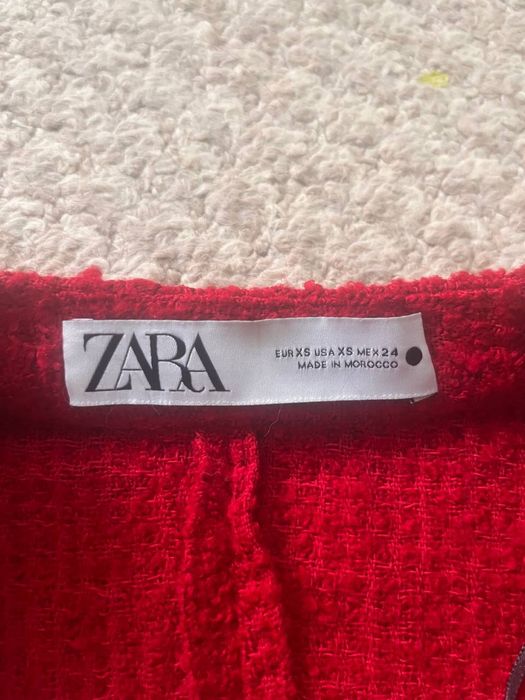 ZARA
EUR XS USA XS MEX 24
MADE IN MOROCCO